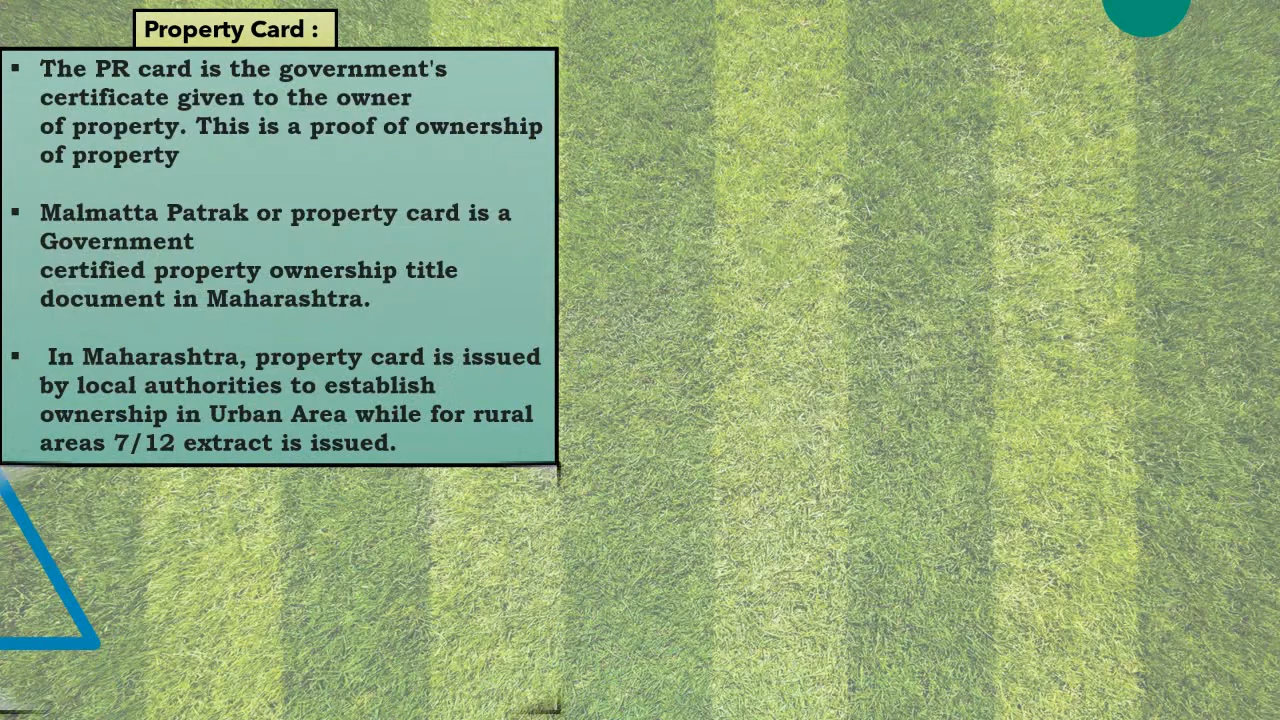 Property Card :
▪ The PR card is the government's
certificate given to the owner
of property. This is a proof of ownership
of property
▪ Malmatta Patrak or property card is a
Government
certified property ownership title
document in Maharashtra.
▪ In Maharashtra, property card is issued
by local authorities to establish
ownership in Urban Area while for rural
areas 7/12 extract is issued.